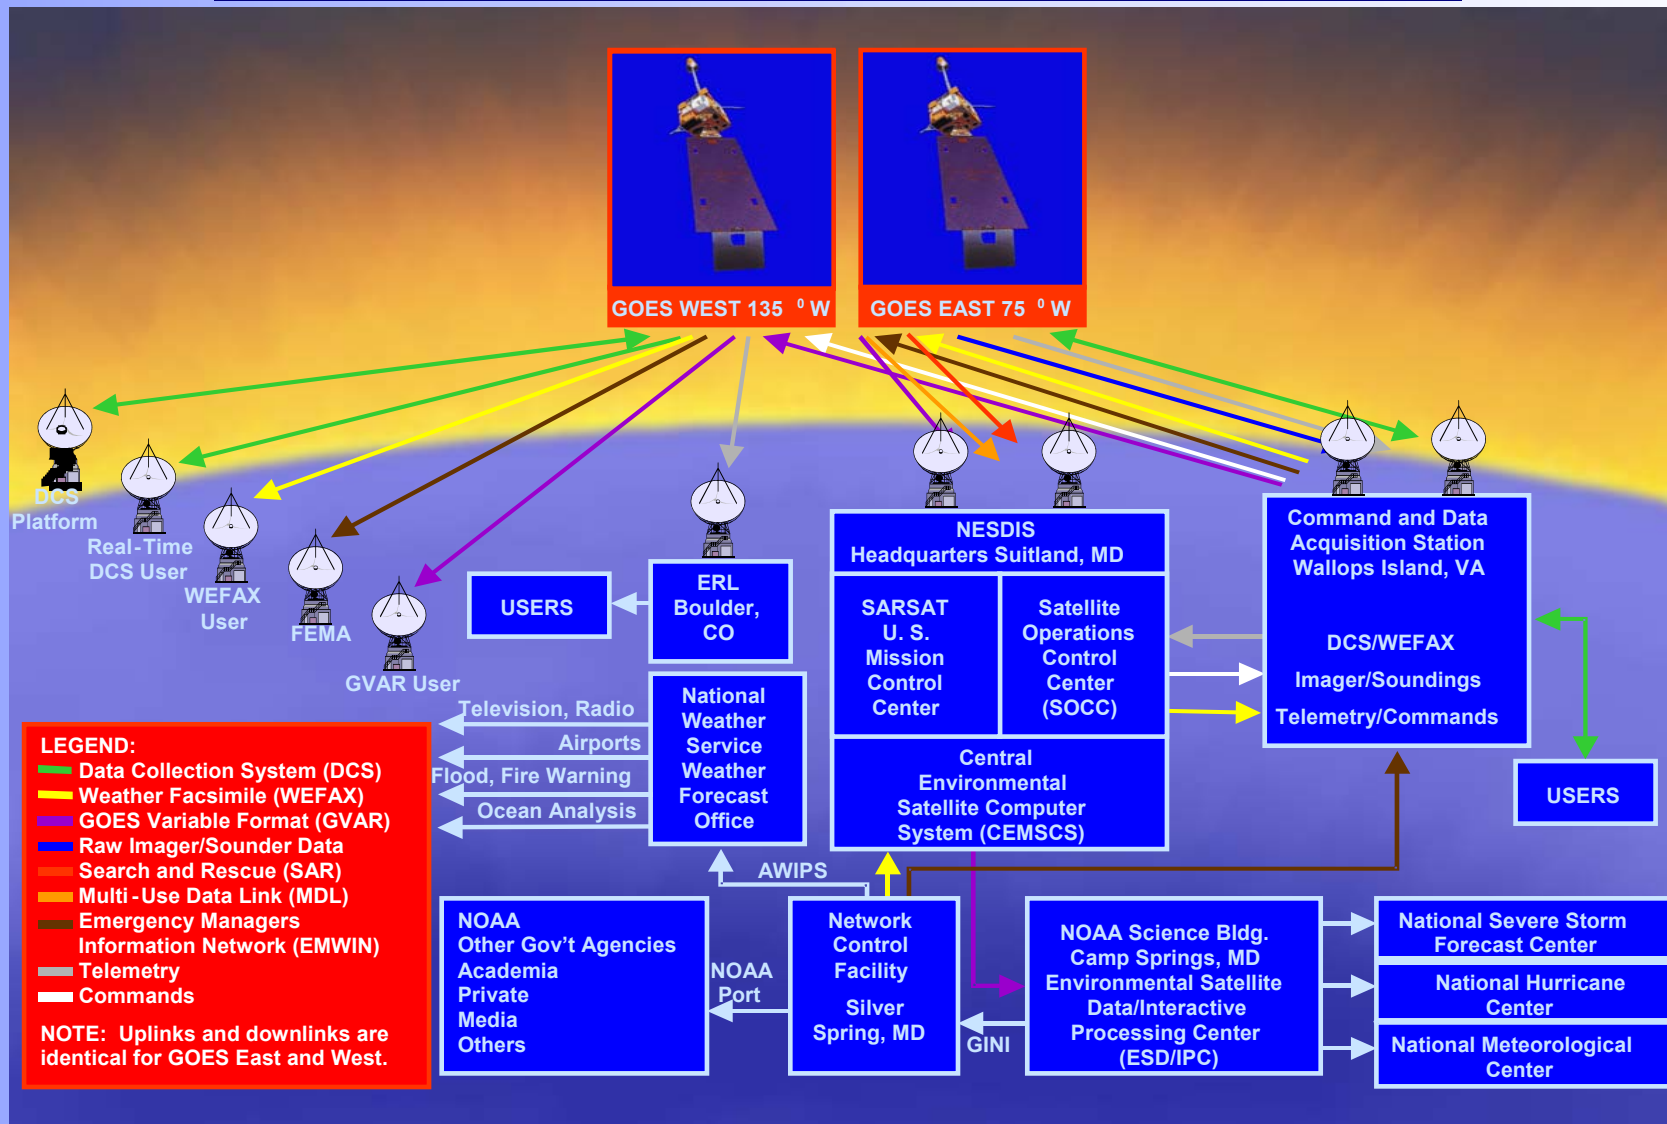 GOES WEST 135 ⁰ W
GOES EAST 75 ⁰ W
DCS
Platform
Real-Time
DCS User
WEFAX
User
FEMA
GVAR User
USERS
ERL
Boulder,
CO
NESDIS
Headquarters Suitland, MD
SARSAT
U. S.
Mission
Control
Center
Satellite
Operations
Control
Center
(SOCC)
Central
Environmental
Satellite Computer
System (CEMSCS)
Command and Data
Acquisition Station
Wallops Island, VA
DCS/WEFAX
Imager/Soundings
Telemetry/Commands
USERS
National
Weather
Service
Weather
Forecast
Office
Television, Radio
Airports
Flood, Fire Warning
Ocean Analysis
LEGEND:
Data Collection System (DCS)
Weather Facsimile (WEFAX)
GOES Variable Format (GVAR)
Raw Imager/Sounder Data
Search and Rescue (SAR)
Multi-Use Data Link (MDL)
Emergency Managers
Information Network (EMWIN)
Telemetry
Commands
NOTE: Uplinks and downlinks are
identical for GOES East and West.
AWIPS
NOAA
Other Gov't Agencies
Academia
Private
Media
Others
NOAA
Port
Network
Control
Facility
Silver
Spring, MD
GINI
NOAA Science Bldg.
Camp Springs, MD
Environmental Satellite
Data/Interactive
Processing Center
(ESD/IPC)
National Severe Storm
Forecast Center
National Hurricane
Center
National Meteorological
Center